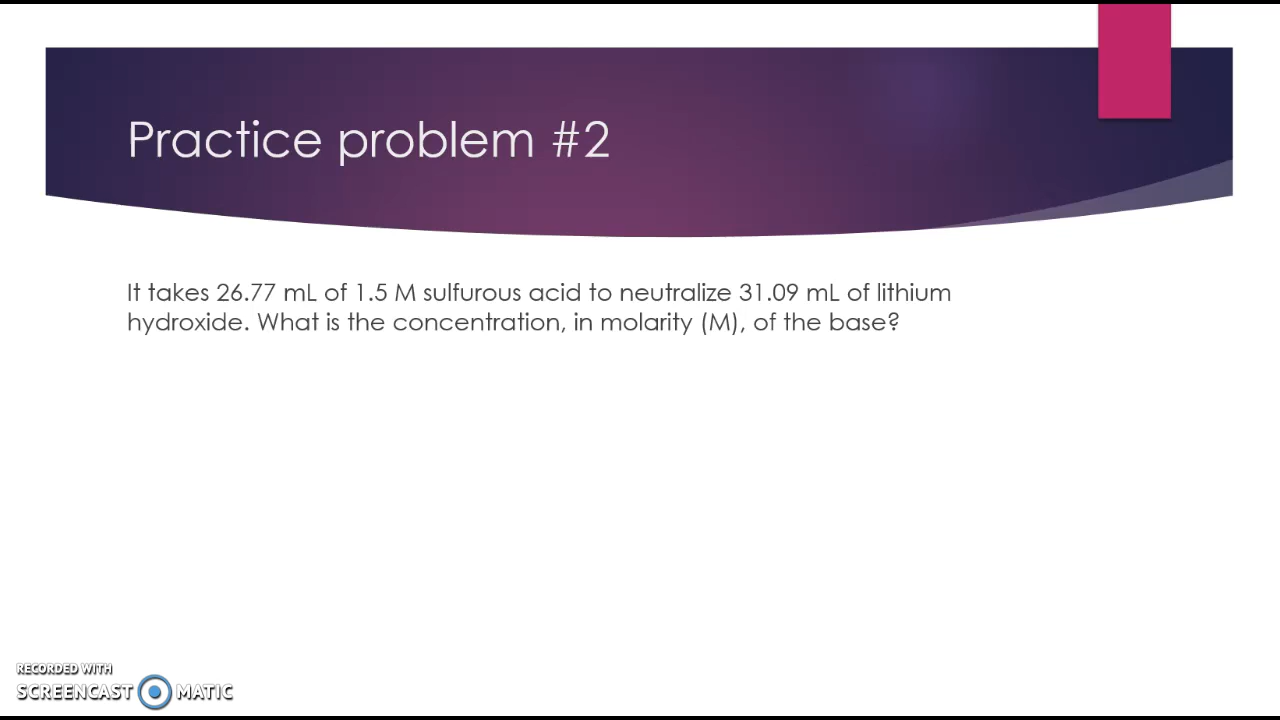 Practice problem #2
It takes 26.77 mL of 1.5 M sulfurous acid to neutralize 31.09 mL of lithium
hydroxide. What is the concentration, in molarity (M), of the base?
RECORDED WITH
SCREENCAST MATIC